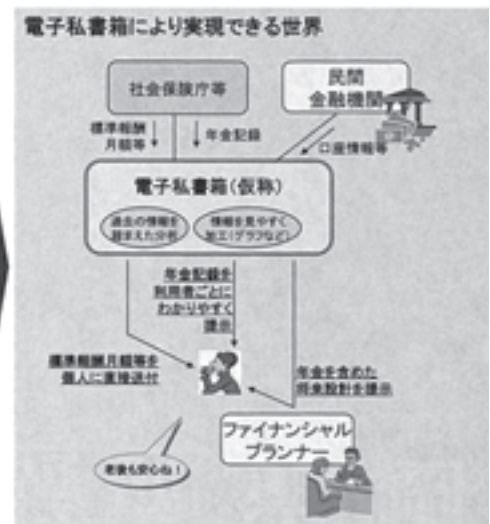 電子私書箱により実現できる世界
社会保険庁等
民間
金融機関
標準報酬
月額等
年金記録
口座情報等
電子私書箱(仮称)
過去の情報を
踏まえた分析
情報を見やすく
加工(グラフなど)
年金記録を
利用者ごとに
わかりやすく
提示
標準報酬月額等を
個人に直接送付
年金を含めた
将来設計を提示
ファイナンシャル
プランナー
老後も安心ね!